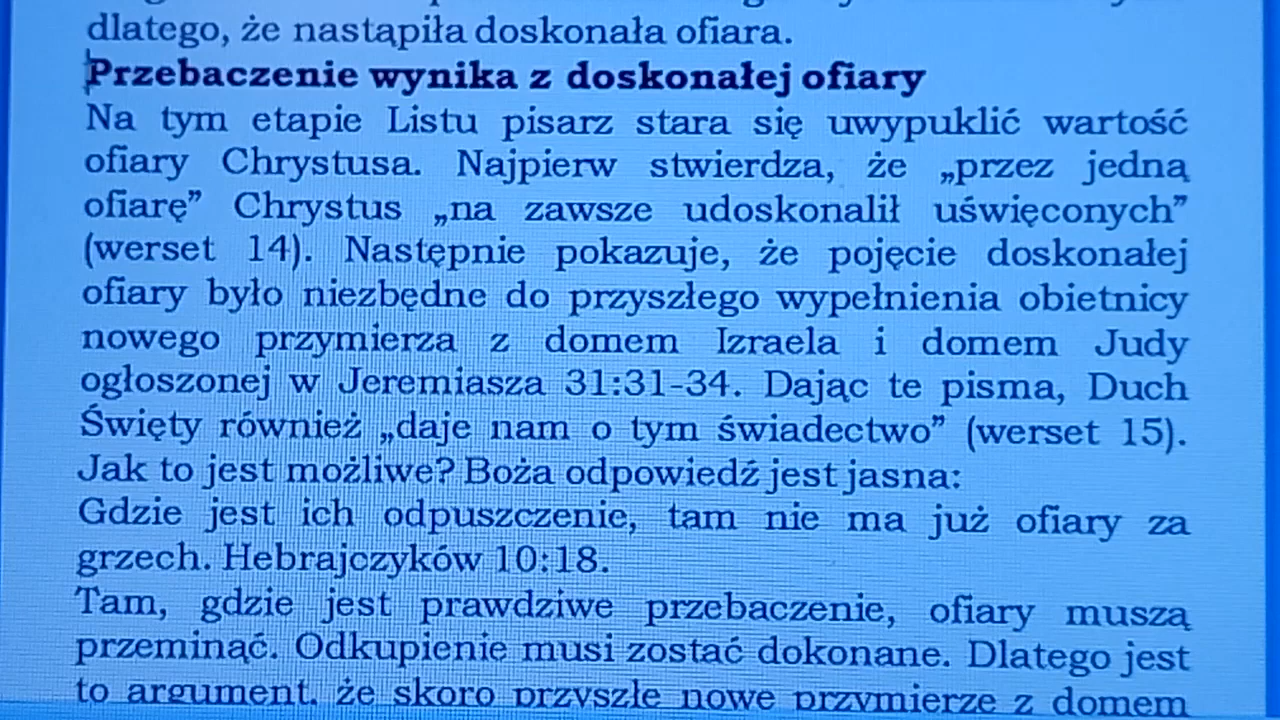 dlatego, że nastąpiła doskonała ofiara.
Przebaczenie wynika z doskonałej ofiary
Na tym etapie Listu pisarz stara się uwypuklić wartość
ofiary Chrystusa. Najpierw stwierdza, że „przez jedną
ofiarę” Chrystus „na zawsze udoskonalił uświęconych”
(werset 14). Następnie pokazuje, że pojęcie doskonałej
ofiary było niezbędne do przyszłego wypełnienia obietnicy
nowego przymierza z domem Izraela i domem Judy
ogłoszonej w Jeremiasza 31:31-34. Dając te pisma, Duch
Święty również „daje nam o tym świadectwo” (werset 15).
Jak to jest możliwe? Boża odpowiedź jest jasna:
Gdzie jest ich odpuszczenie, tam nie ma już ofiary za
grzech. Hebrajczyków 10:18.
Tam, gdzie jest prawdziwe przebaczenie, ofiary muszą
przeminąć. Odkupienie musi zostać dokonane. Dlatego jest
to argument, że skoro przyszłe nowe przymierze z domem